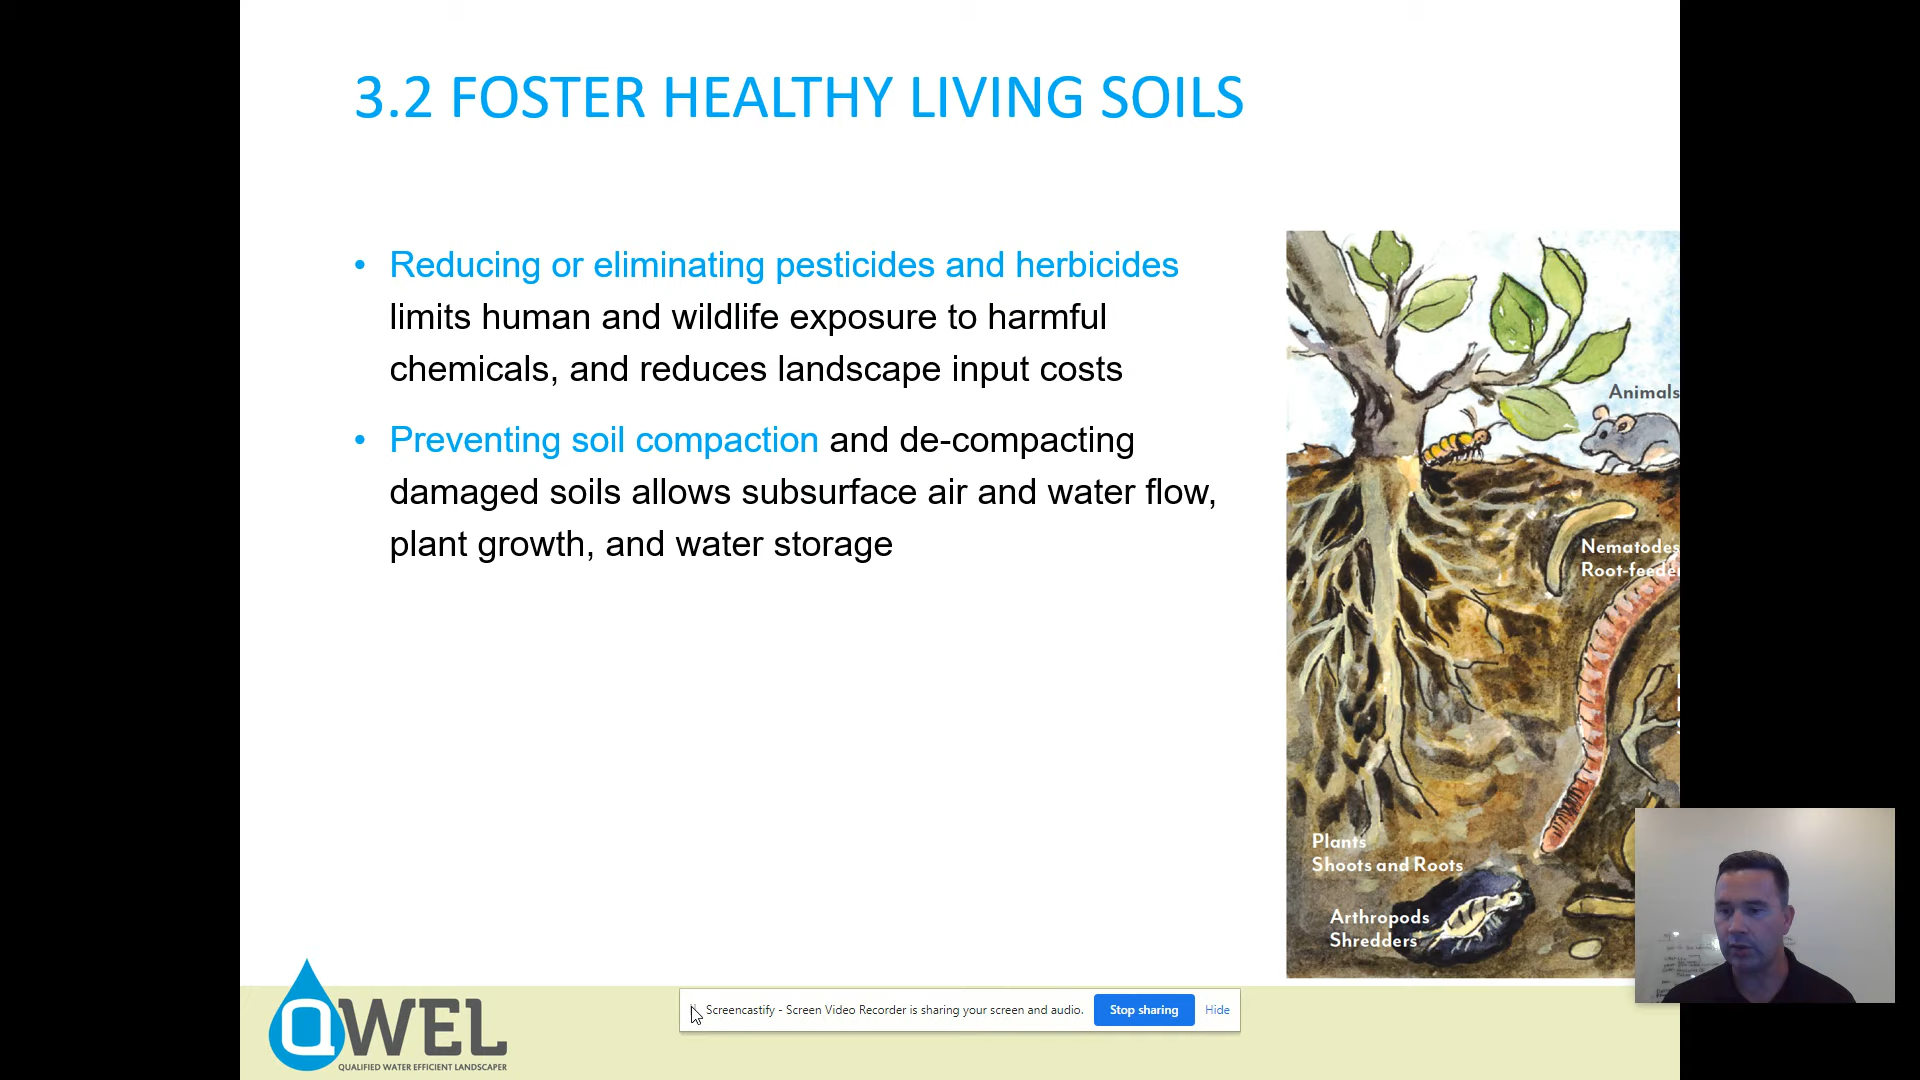 3.2 FOSTER HEALTHY LIVING SOILS
• Reducing or eliminating pesticides and herbicides
limits human and wildlife exposure to harmful
chemicals, and reduces landscape input costs
• Preventing soil compaction and de-compacting
damaged soils allows subsurface air and water flow,
plant growth, and water storage
Animals
Nematodes
Root-feeder
Plants
Shoots and Roots
Arthropods
Shredders
QWEL
QUALIFIED WATER EFFICIENT LANDSCAPER
Screencastify - Screen Video Recorder is sharing your screen and audio.
Stop sharing
Hide